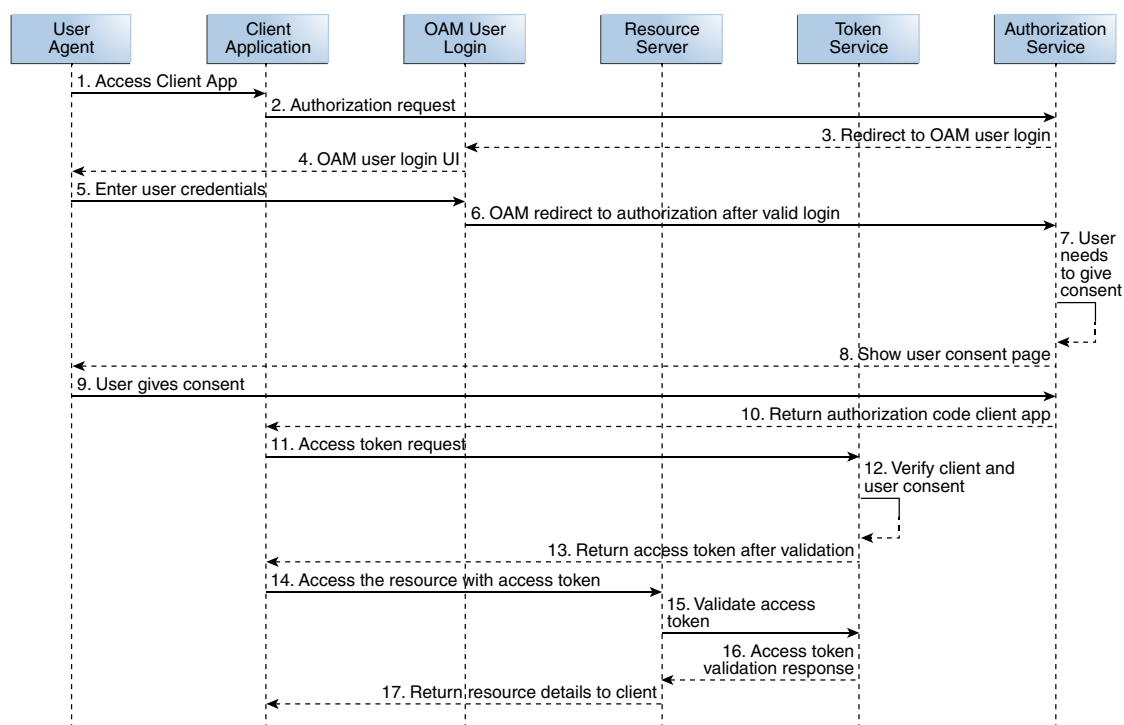 User
Agent
Client
Application
OAM User
Login
Resource
Server
Token
Service
Authorization
Service
1. Access Client App
2. Authorization request
3. Redirect to OAM user login
4. OAM user login UI
5. Enter user credentials
6. OAM redirect to authorization after valid login
7. User
needs
to give
consent
8. Show user consent page
9. User gives consent
10. Return authorization code client app
11. Access token request
12. Verify client and
user consent
13. Return access token after validation
14. Access the resource with access token
15. Validate access
token
16. Access token
validation response
17. Return resource details to client